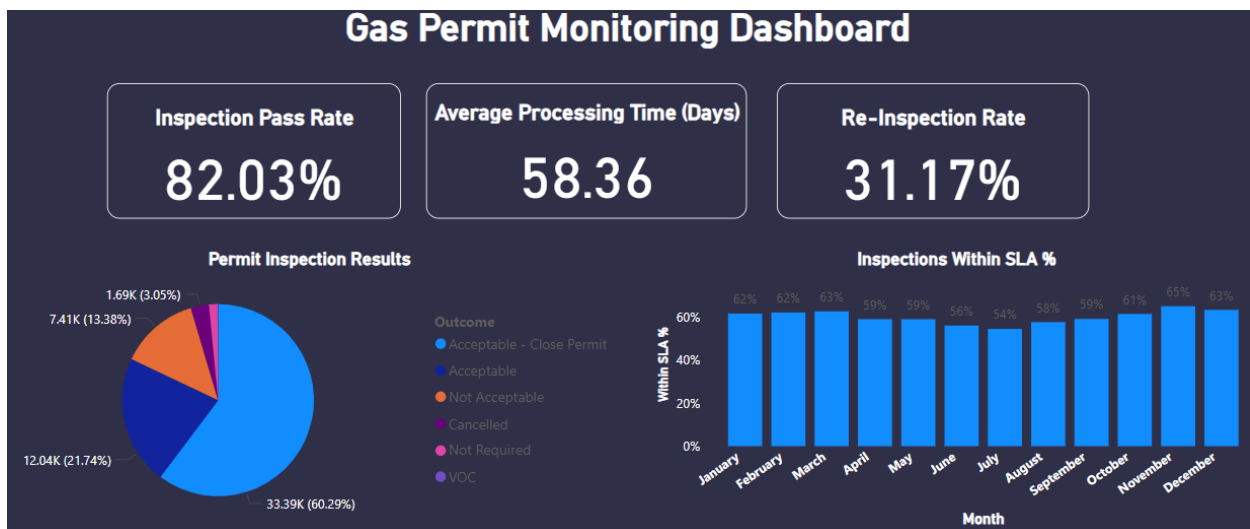 Gas Permit Monitoring Dashboard
Inspection Pass Rate
82.03%
Average Processing Time (Days)
58.36
Re-Inspection Rate
31.17%
Permit Inspection Results
1.69K (3.05%)
7.41K (13.38%)
12.04K (21.74%)
33.39K (60.29%)
Outcome
Acceptable - Close Permit
Acceptable
Not Acceptable
Cancelled
Not Required
VOC
Inspections Within SLA %
Within SLA %
60%
40%
20%
0%
62% 62% 63% 59% 59% 56% 54% 58% 59% 61% 65% 63%
January February March April May June July August September October November December
Month